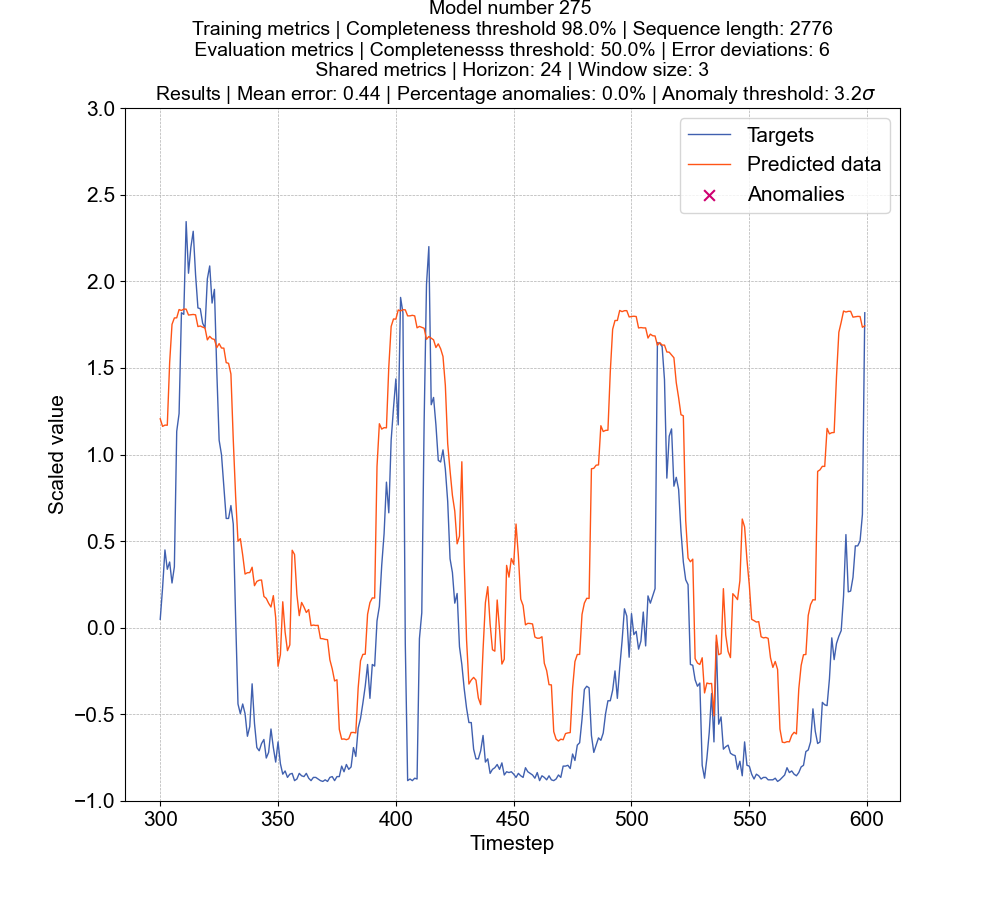 Model number 275
Training metrics | Completeness threshold 98.0% | Sequence length: 2776
Evaluation metrics | Completenesss threshold: 50.0% | Error deviations: 6
Shared metrics | Horizon: 24 | Window size: 3
Results | Mean error: 0.44 | Percentage anomalies: 0.0% | Anomaly threshold: 3.2σ
3.0
2.5
2.0
1.5
1.0
0.5
0.0
−0.5
−1.0
Scaled value
Targets
Predicted data
Anomalies
300 350 400 450 500 550 600
Timestep